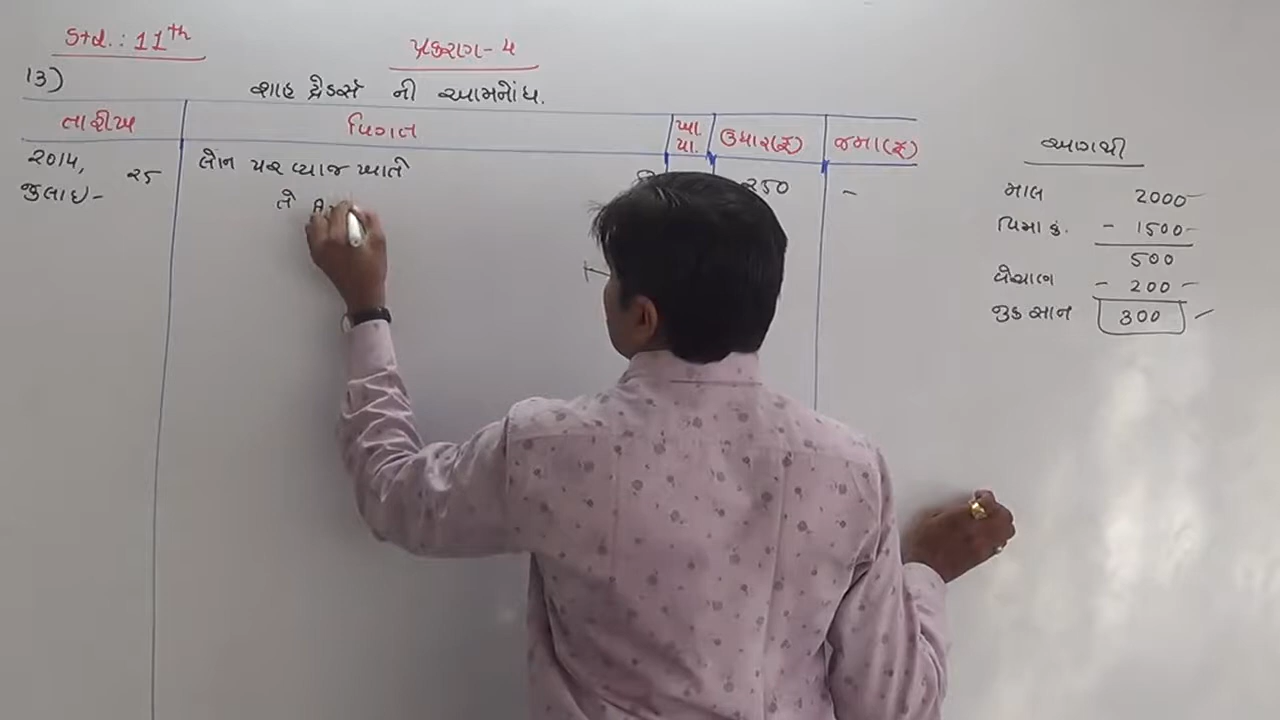 Std. : 11th
પ્રકરણ - ૫
13)
શાહ ટ્રેડર્સ ની આમનોંધ.
તારીખ
વિગત
ખા.
પા.
ઉધાર(રૂ)
જમા(રૂ)
2014,
જુલાઇ -
25
લોન પર વ્યાજ ખાતે
ઉ
250
-
તે
આગથી
માલ 2000
વિમા કું. - 1500
500
વેચાણ - 200
નુકસાન 300